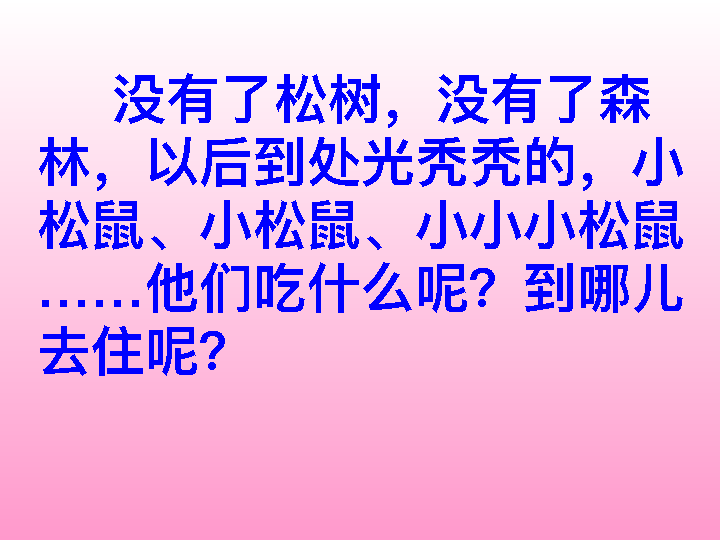 没有了松树，没有了森
林，以后到处光秃秃的，小
松鼠、小松鼠、小小小松鼠
……他们吃什么呢？到哪儿
去住呢？